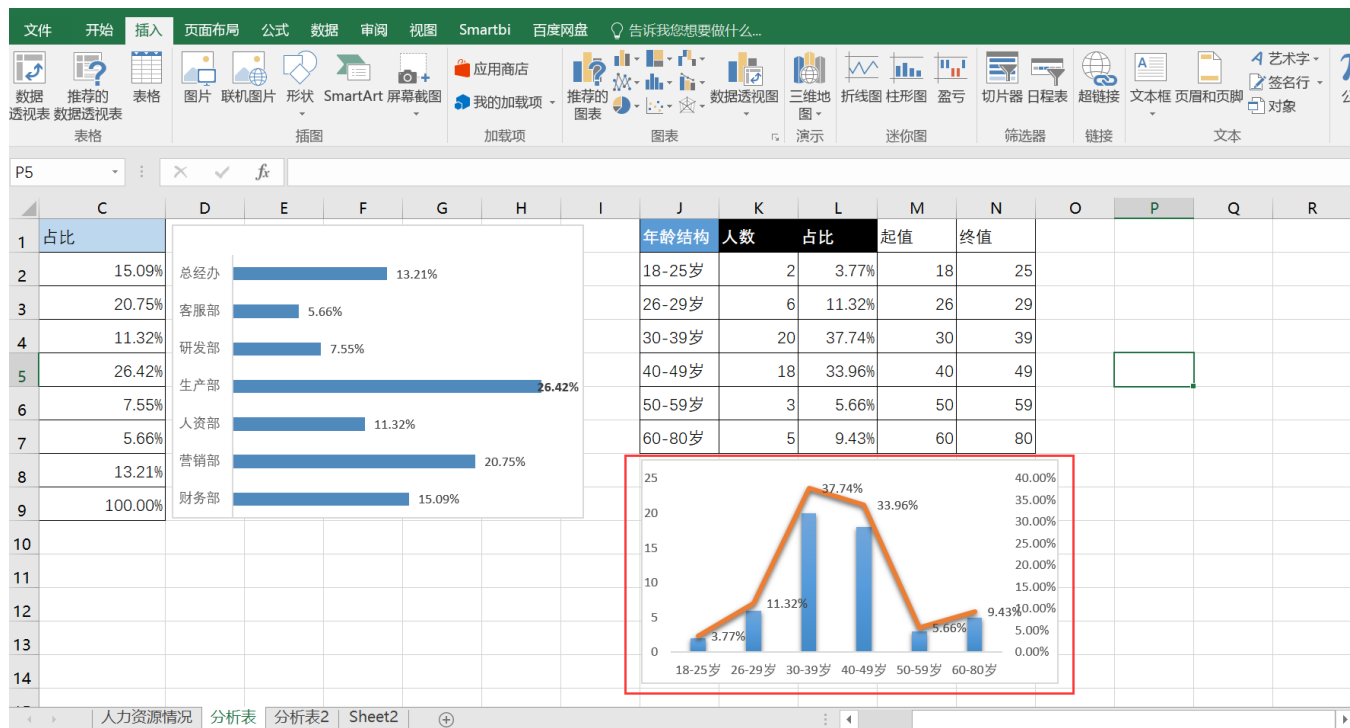 文件 开始 插入 页面布局 公式 数据 审阅 视图 Smartbi 百度网盘 告诉我您想要做什么...
数据
透视表
推荐的
数据透视表
表格
图片 联机图片 形状 SmartArt 屏幕截图
应用商店
我的加载项
推荐的
图表
数据透视图
三维地
图
折线图 柱形图 盈亏
切片器 日程表
超链接
文本框 页眉和页脚
艺术字
签名行
对象
表格 插图 加载项 图表 演示 迷你图 筛选器 链接 文本
P5 fx
C D E F G H I J K L M N O P Q R
1 占比 年龄结构 人数 占比 起值 终值
2 15.09% 18-25岁 2 3.77% 18 25
3 20.75% 26-29岁 6 11.32% 26 29
4 11.32% 30-39岁 20 37.74% 30 39
5 26.42% 40-49岁 18 33.96% 40 49
6 7.55% 50-59岁 3 5.66% 50 59
7 5.66% 60-80岁 5 9.43% 60 80
8 13.21%
9 100.00%
10
11
12
13
14
总经办 13.21%
客服部 5.66%
研发部 7.55%
生产部 26.42%
人资部 11.32%
营销部 20.75%
财务部 15.09%
25
20
15
10
5
0
37.74%
33.96%
11.32%
9.43%
5.66%
3.77%
40.00%
35.00%
30.00%
25.00%
20.00%
15.00%
10.00%
5.00%
0.00%
18-25岁 26-29岁 30-39岁 40-49岁 50-59岁 60-80岁
人力资源情况 分析表 分析表2 Sheet2